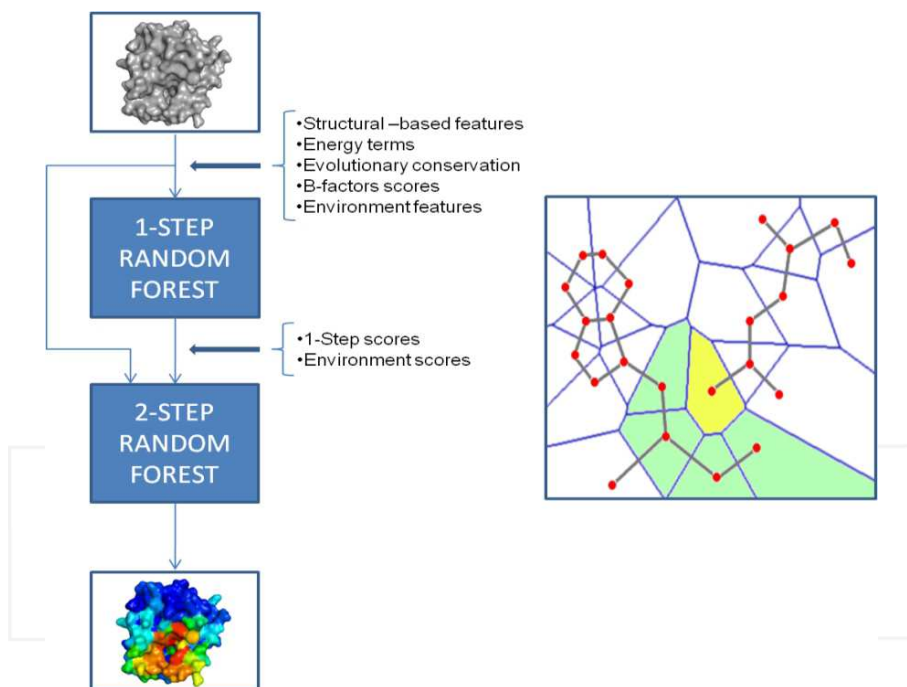 •Structural –based features
•Energy terms
•Evolutionary conservation
•B-factors scores
•Environment features
1-STEP
RANDOM
FOREST
•1-Step scores
•Environment scores
2-STEP
RANDOM
FOREST